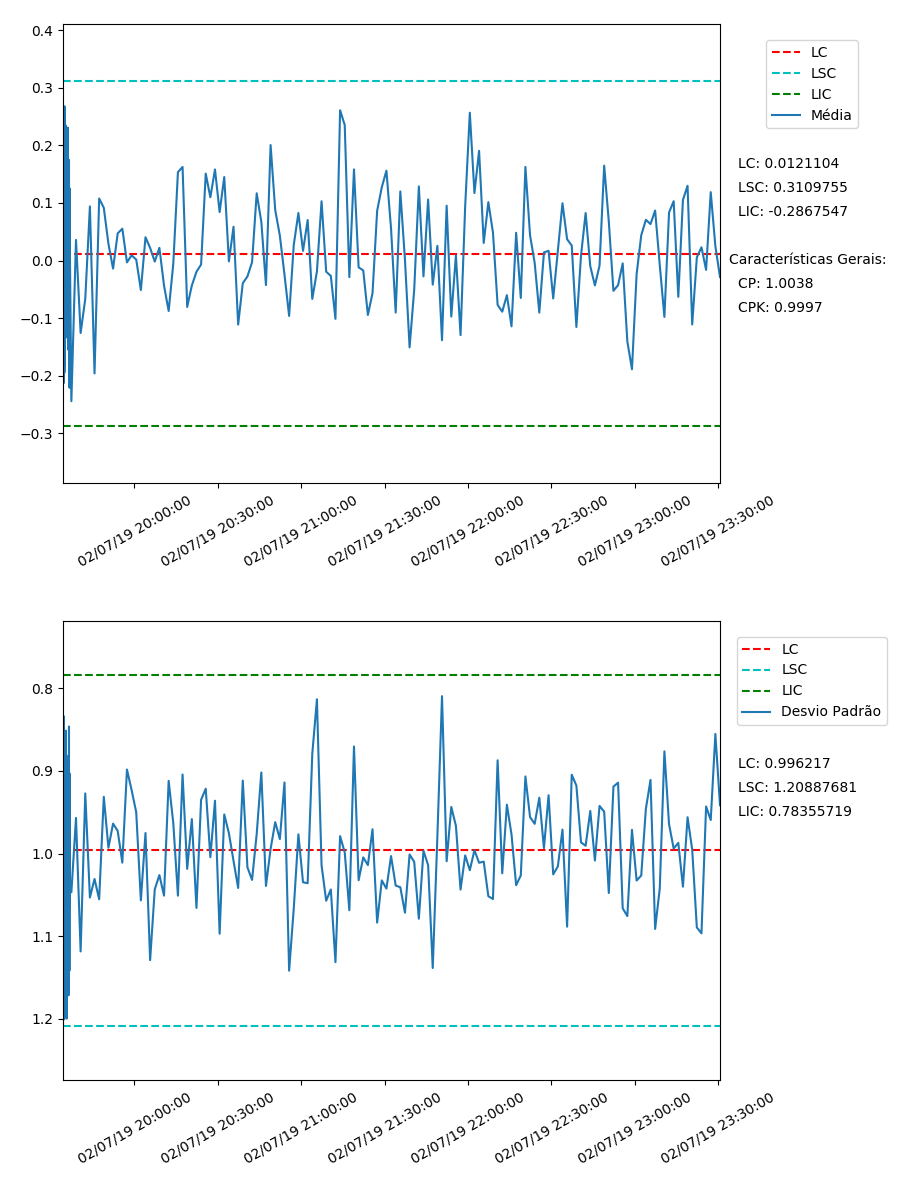 0.4
0.3
0.2
0.1
0.0
−0.1
−0.2
−0.3
02/07/19 20:00:00
02/07/19 20:30:00
02/07/19 21:00:00
02/07/19 21:30:00
02/07/19 22:00:00
02/07/19 22:30:00
02/07/19 23:00:00
02/07/19 23:30:00
LC
LSC
LIC
Média
LC: 0.0121104
LSC: 0.3109755
LIC: -0.2867547
Características Gerais:
CP: 1.0038
CPK: 0.9997
0.8
0.9
1.0
1.1
1.2
02/07/19 20:00:00
02/07/19 20:30:00
02/07/19 21:00:00
02/07/19 21:30:00
02/07/19 22:00:00
02/07/19 22:30:00
02/07/19 23:00:00
02/07/19 23:30:00
LC
LSC
LIC
Desvio Padrão
LC: 0.996217
LSC: 1.20887681
LIC: 0.78355719